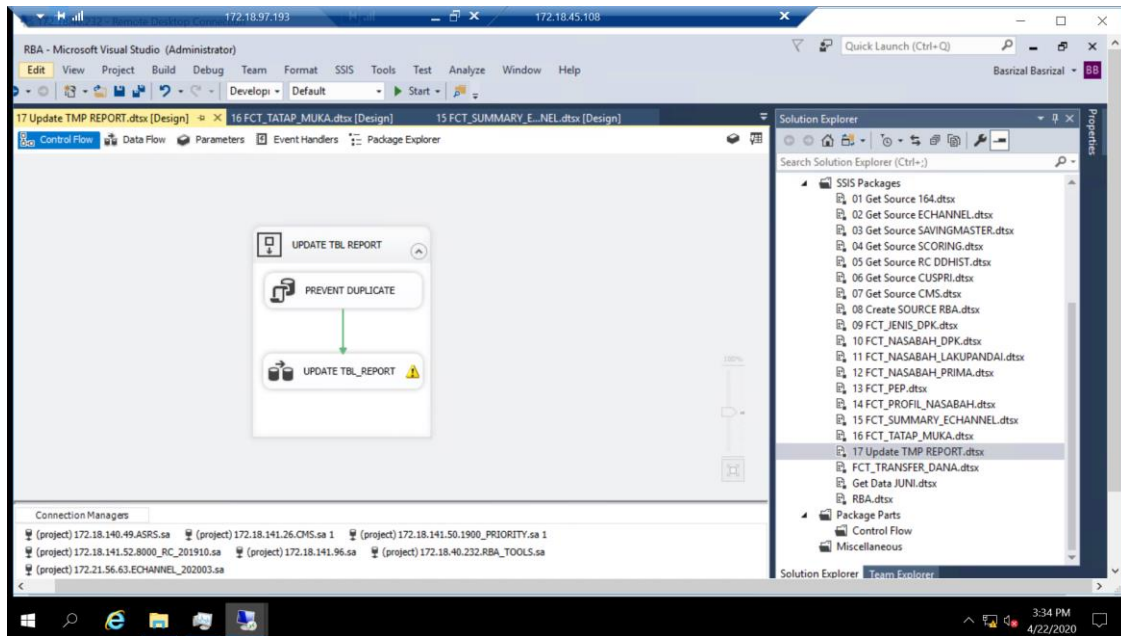 172.18.97.193
172.18.45.108
RBA - Microsoft Visual Studio (Administrator)
Quick Launch (Ctrl+Q)
Edit View Project Build Debug Team Format SSIS Tools Test Analyze Window Help
Basrizal Basrizal
BB
Default
Start
17 Update TMP REPORT.dtsx [Design]
16 FCT_TATAP_MUKA.dtsx [Design]
15 FCT_SUMMARY_E...NEL.dtsx [Design]
Control Flow
Data Flow
Parameters
Event Handlers
Package Explorer
UPDATE TBL REPORT
PREVENT DUPLICATE
UPDATE TBL_REPORT
100%
Connection Managers
(project) 172.18.140.49.ASRS.sa
(project) 172.18.141.26.CMS.sa 1
(project) 172.18.141.50.1900_PRIORITY.sa 1
(project) 172.18.141.52.8000_RC_201910.sa
(project) 172.18.141.96.sa
(project) 172.18.40.232.RBA_TOOLS.sa
(project) 172.21.56.63.ECHANNEL_202003.sa
Solution Explorer
Search Solution Explorer (Ctrl+;)
SSIS Packages
01 Get Source 164.dtsx
02 Get Source ECHANNEL.dtsx
03 Get Source SAVINGMASTER.dtsx
04 Get Source SCORING.dtsx
05 Get Source RC DDHIST.dtsx
06 Get Source CUSPRI.dtsx
07 Get Source CMS.dtsx
08 Create SOURCE RBA.dtsx
09 FCT_JENIS_DPK.dtsx
10 FCT_NASABAH_DPK.dtsx
11 FCT_NASABAH_LAKUPANDAI.dtsx
12 FCT_NASABAH_PRIMA.dtsx
13 FCT_PEP.dtsx
14 FCT_PROFIL_NASABAH.dtsx
15 FCT_SUMMARY_ECHANNEL.dtsx
16 FCT_TATAP_MUKA.dtsx
17 Update TMP REPORT.dtsx
FCT_TRANSFER_DANA.dtsx
Get Data JUNI.dtsx
RBA.dtsx
Package Parts
Control Flow
Miscellaneous
Solution Explorer
Team Explorer
Properties
3:34 PM
4/22/2020